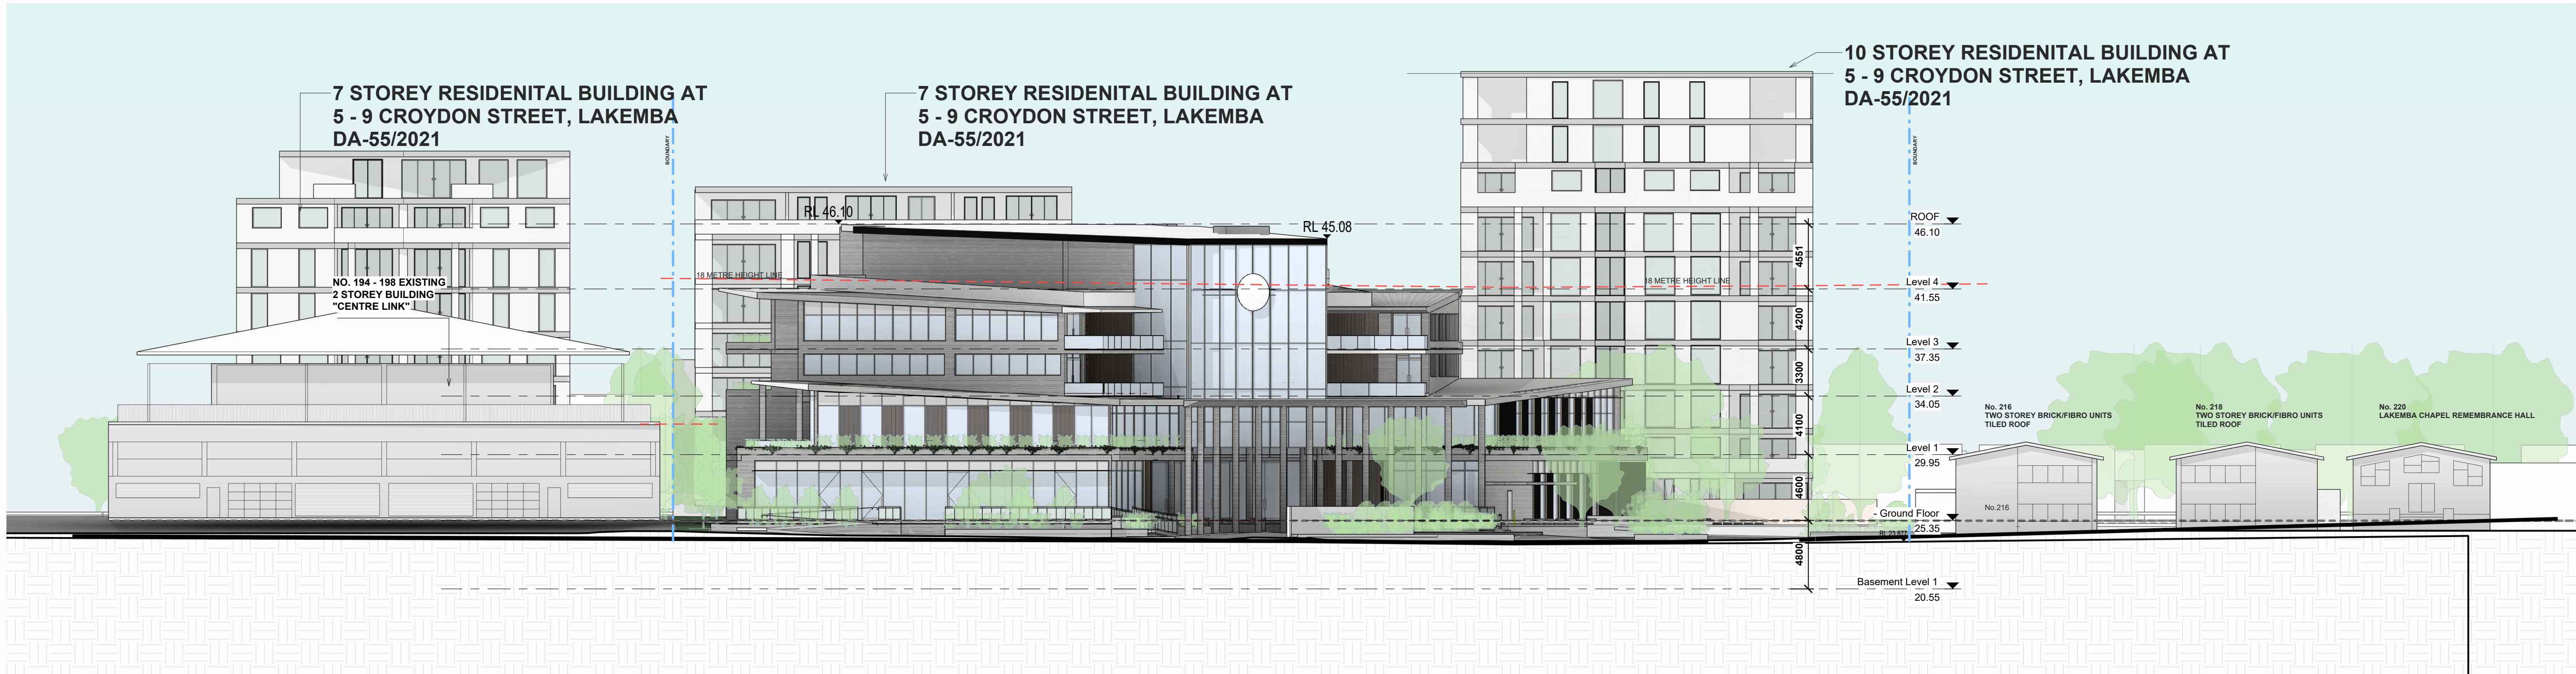 7 STOREY RESIDENITAL BUILDING AT
5 - 9 CROYDON STREET, LAKEMBA
DA-55/2021
7 STOREY RESIDENITAL BUILDING AT
5 - 9 CROYDON STREET, LAKEMBA
DA-55/2021
10 STOREY RESIDENITAL BUILDING AT
5 - 9 CROYDON STREET, LAKEMBA
DA-55/2021
BOUNDARY
BOUNDARY
RL 46.10
RL 45.08
18 METRE HEIGHT LINE
18 METRE HEIGHT LINE
NO. 194 - 198 EXISTING
2 STOREY BUILDING
"CENTRE LINK"
ROOF
46.10
4551
Level 4
41.55
4200
Level 3
37.35
3300
Level 2
34.05
4100
Level 1
29.95
4600
- Ground Floor
25.35
4800
Basement Level 1
20.55
No. 216
TWO STOREY BRICK/FIBRO UNITS
TILED ROOF
No. 218
TWO STOREY BRICK/FIBRO UNITS
TILED ROOF
No. 220
LAKEMBA CHAPEL REMEMBRANCE HALL
No.216